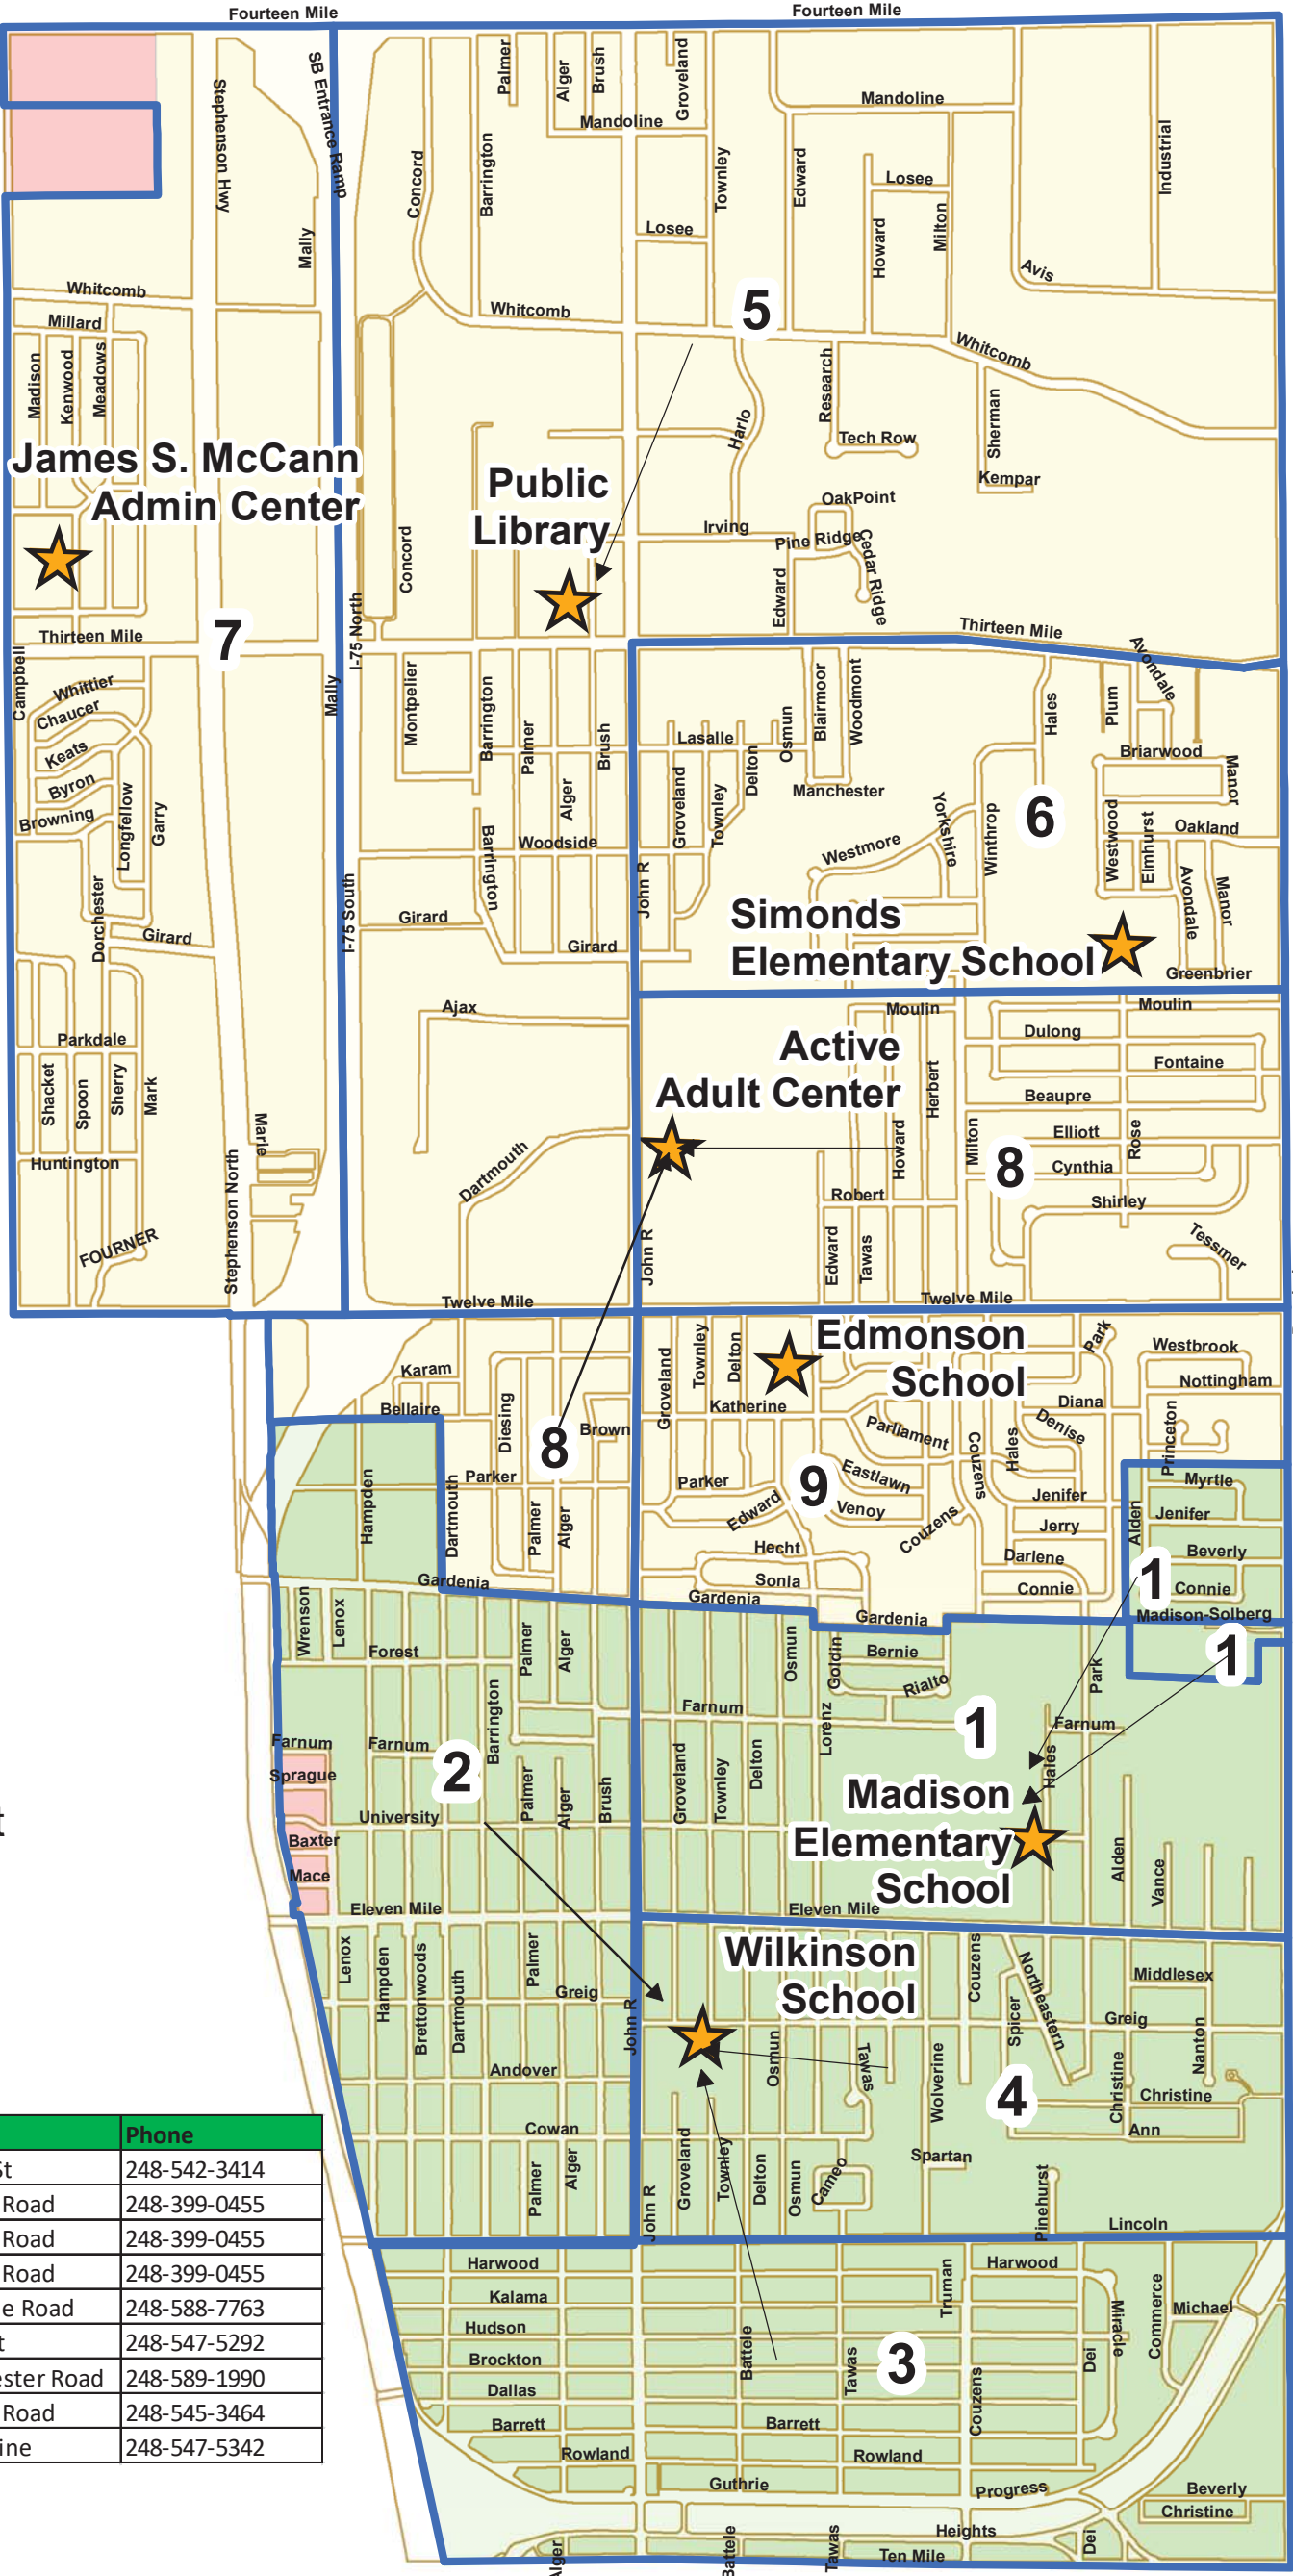 Fourteen Mile
Fourteen Mile
Stephenson Hwy
SB Entrance Ramp
Mally
Concord
Barrington
Palmer
Alger
Brush
Groveland
Mandoline
Mandoline
Townley
Edward
Losee
Losee
Howard
Milton
Industrial
Avis
Whitcomb
Whitcomb
Whitcomb
5
Millard
Madison
Kenwood
Meadows
James S. McCann
Admin Center
Public
Library
Harlo
Research
Tech Row
Sherman
Kempar
OakPoint
Irving
Pine Ridge
Cedar Ridge
Edward
Concord
I-75 North
Thirteen Mile
Thirteen Mile
7
Campbell
Mally
Whittier
Chaucer
Keats
Byron
Browning
Longfellow
Garry
Dorchester
Girard
Montpelier
Barrington
Palmer
Brush
Alger
Woodside
Barrington
Girard
Girard
I-75 South
John R
Lasalle
Groveland
Townley
Delton
Osmun
Blairmoor
Woodmont
Manchester
Hales
Plum
Avondale
Briarwood
Manor
6
Westmore
Yorkshire
Winthrop
Westwood
Elmhurst
Oakland
Avondale
Manor
Greenbrier
Simonds
Elementary School
Ajax
Moulin
Moulin
Dulong
Fontaine
Beaupre
Elliott
Rose
Cynthia
Shirley
Tessmer
Active
Adult Center
Herbert
Howard
Milton
8
Robert
Edward
Tawas
Parkdale
Shacket
Spoon
Sherry
Mark
Huntington
FOURNER
Marie
Stephenson North
Dartmouth
John R
Twelve Mile
Twelve Mile
Edmonson
School
Karam
Bellaire
Diesing
Brown
8
Parker
Palmer
Alger
Dartmouth
Hampden
Gardenia
Groveland
Townley
Delton
Katherine
Park
Westbrook
Nottingham
Diana
Denise
Princeton
Parliament
Couzens
Hales
Parker
Edward
9
Eastlawn
Venoy
Couzens
Jenifer
Jerry
Darlene
Connie
Hecht
Sonia
Gardenia
Gardenia
Alden
Myrtle
Jenifer
Beverly
1
Connie
Madison-Solberg
1
Wrenson
Lenox
Forest
Palmer
Alger
Barrington
Farnum
Farnum
Sprague
2
University
Baxter
Mace
Palmer
Alger
Brush
Eleven Mile
Osmun
Goldin
Bernie
Rialto
Farnum
Lorenz
1
Park
Farnum
Hales
Groveland
Townley
Delton
Madison
Elementary
School
Alden
Vance
Eleven Mile
Wilkinson
School
Lenox
Hampden
Brettonwoods
Dartmouth
Palmer
Greig
John R
Andover
Cowan
Palmer
Alger
Couzens
Northeastern
Spicer
Middlesex
Greig
Nanton
Osmun
Tawas
Wolverine
4
Christine
Christine
Ann
Spartan
Groveland
Townley
Delton
Osmun
Cameo
John R
Pinehurst
Lincoln
t
Phone
St 248-542-3414
Road 248-399-0455
Road 248-399-0455
Road 248-399-0455
e Road 248-588-7763
t 248-547-5292
ester Road 248-589-1990
Road 248-545-3464
ine 248-547-5342
Harwood
Harwood
Kalama
Truman
Hudson
Brockton
Battele
Tawas
3
Dallas
Couzens
Dei
Miracle
Commerce
Michael
Barrett
Barrett
Rowland
Rowland
Guthrie
Progress
Beverly
Christine
Heights
Alger
Battele
Tawas
Ten Mile
Dei